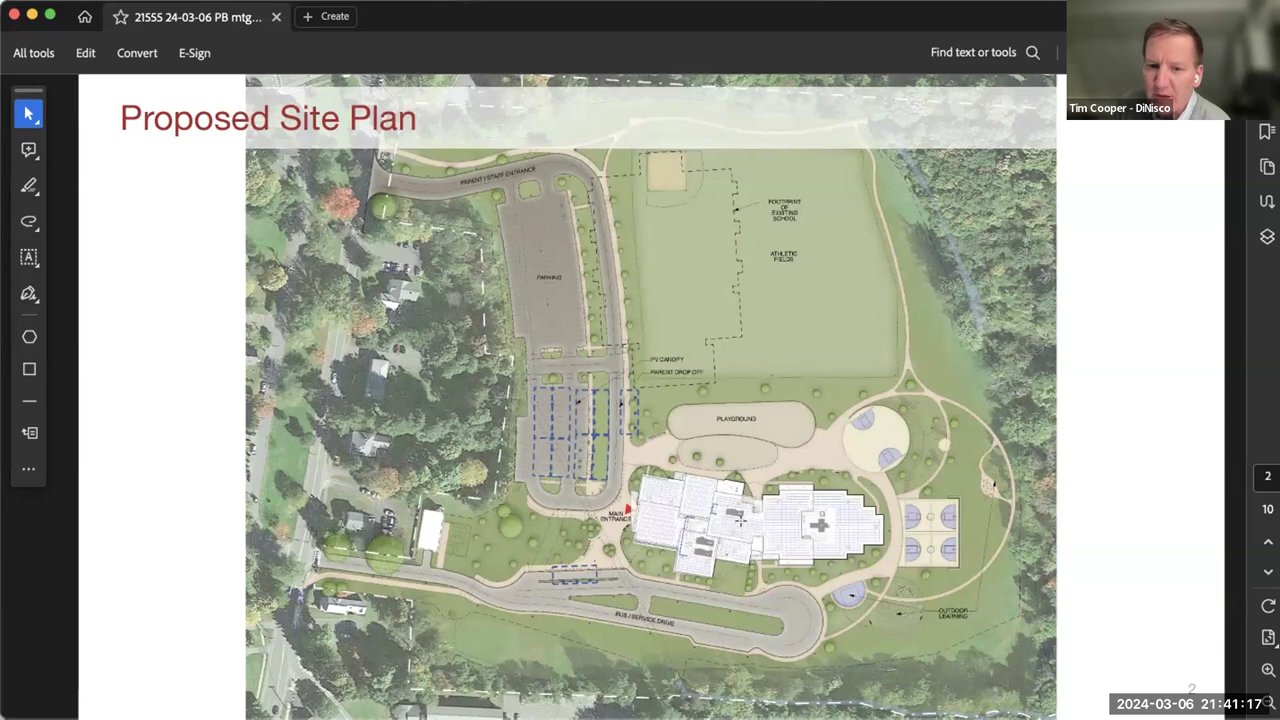 21555 24-03-06 PB mtg...
Create
All tools
Edit
Convert
E-Sign
Find text or tools
Tim Cooper - DiNisco
Proposed Site Plan
PARENT / STAFF ENTRANCE
FOOTPRINT
OF
EXISTING
SCHOOL
ATHLETIC
FIELDS
PARKING
PV CANOPY
PARENT DROP OFF
PLAYGROUND
MAIN
ENTRANCE
BUS / SERVICE DRIVE
OUTDOOR
LEARNING
2
10
2
2024-03-06 21:41:17